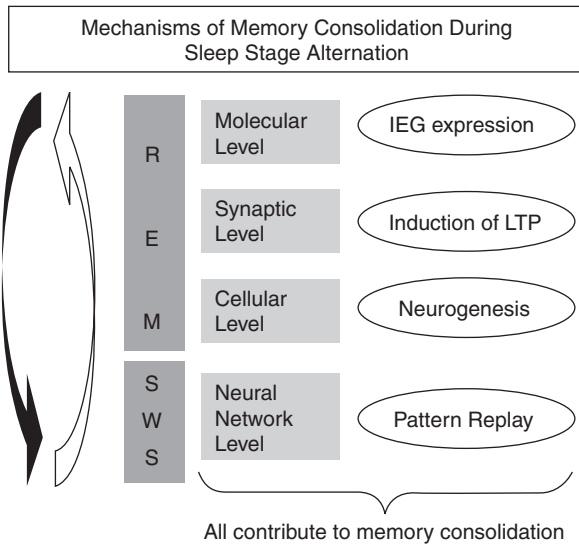 Mechanisms of Memory Consolidation During
Sleep Stage Alternation
R
E
M
Molecular
Level
IEG expression
Synaptic
Level
Induction of LTP
Cellular
Level
Neurogenesis
S
W
S
Neural
Network
Level
Pattern Replay
All contribute to memory consolidation